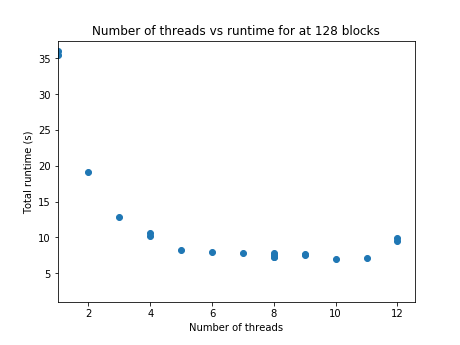 Number of threads vs runtime for at 128 blocks
35
30
25
20
15
10
5
Total runtime (s)
2 4 6 8 10 12
Number of threads